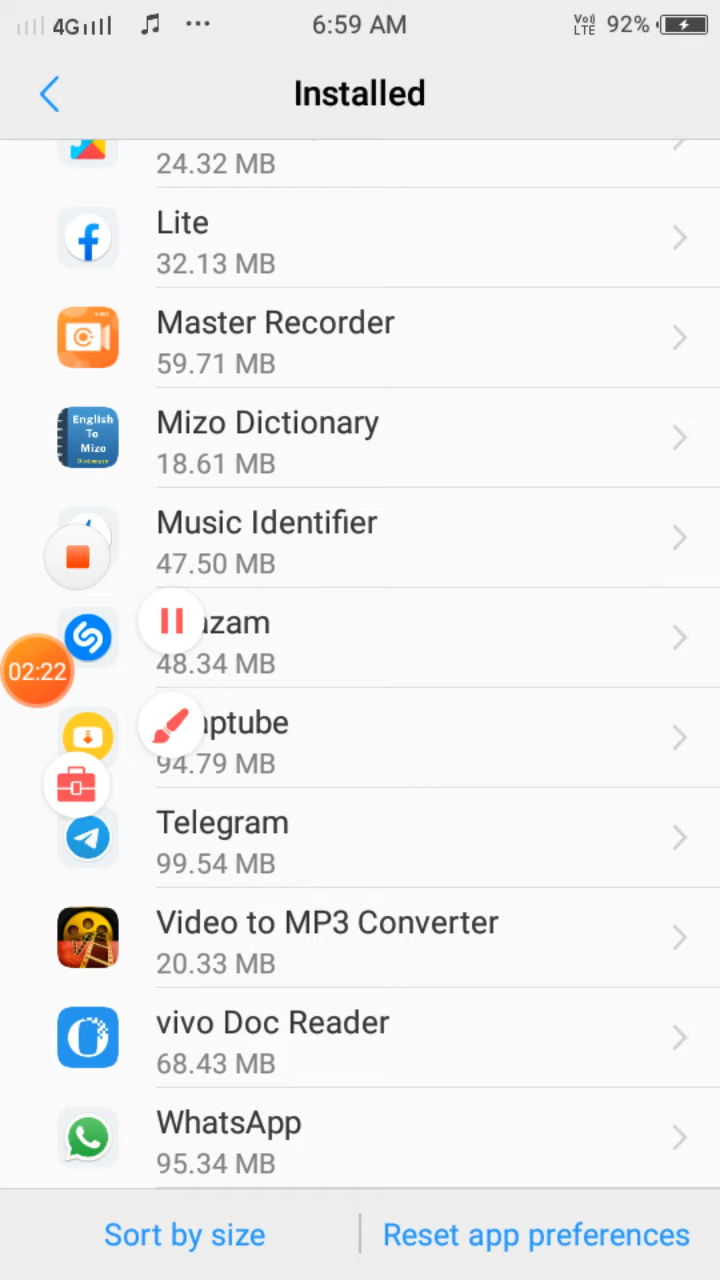 4G 6:59 AM Vo) LTE 92%
Installed
24.32 MB
Lite
32.13 MB
Master Recorder
59.71 MB
English
To
Mizo
Dictionary
Mizo Dictionary
18.61 MB
Music Identifier
47.50 MB
azam
48.34 MB
02:22
ptube
94.79 MB
Telegram
99.54 MB
Video to MP3 Converter
20.33 MB
vivo Doc Reader
68.43 MB
WhatsApp
95.34 MB
Sort by size
Reset app preferences